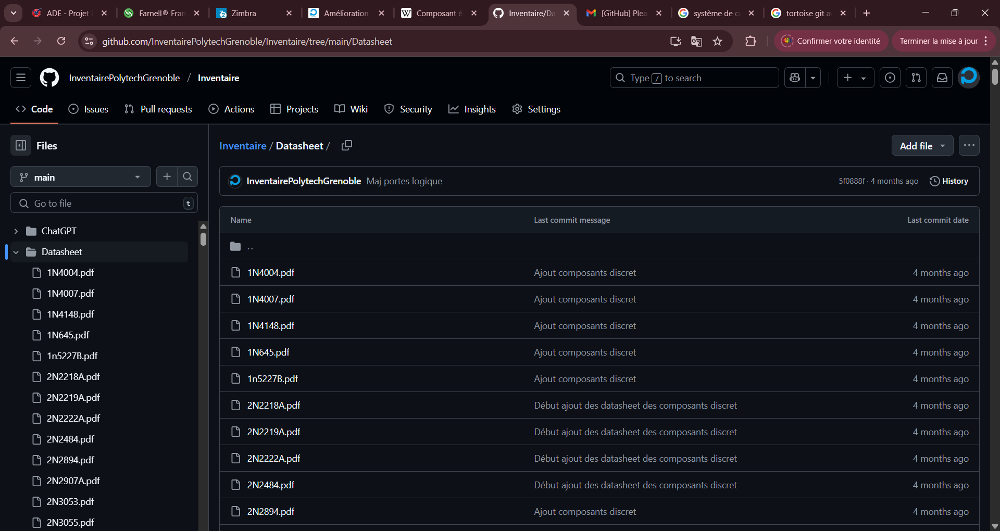 ADE - Projet
Farnell® Fran
Zimbra
Amélioration
Composant é
Inventaire/Da
[GitHub] Plea
système de c
tortoise git a
github.com/InventairePolytechGrenoble/Inventaire/tree/main/Datasheet
Confirmer votre identité
Terminer la mise à jour
InventairePolytechGrenoble / Inventaire
Type / to search
Code
Issues
Pull requests
Actions
Projects
Wiki
Security
Insights
Settings
Files
main
Go to file
t
ChatGPT
Datasheet
1N4004.pdf
1N4007.pdf
1N4148.pdf
1N645.pdf
1n5227B.pdf
2N2218A.pdf
2N2219A.pdf
2N2222A.pdf
2N2484.pdf
2N2894.pdf
2N2907A.pdf
2N3053.pdf
2N3055.pdf
Inventaire / Datasheet /
Add file
InventairePolytechGrenoble Maj portes logique
5f0888f · 4 months ago
History
Name Last commit message Last commit date
..
1N4004.pdf Ajout composants discret 4 months ago
1N4007.pdf Ajout composants discret 4 months ago
1N4148.pdf Ajout composants discret 4 months ago
1N645.pdf Ajout composants discret 4 months ago
1n5227B.pdf Ajout composants discret 4 months ago
2N2218A.pdf Début ajout des datasheet des composants discret 4 months ago
2N2219A.pdf Début ajout des datasheet des composants discret 4 months ago
2N2222A.pdf Début ajout des datasheet des composants discret 4 months ago
2N2484.pdf Début ajout des datasheet des composants discret 4 months ago
2N2894.pdf Ajout composants discret 4 months ago